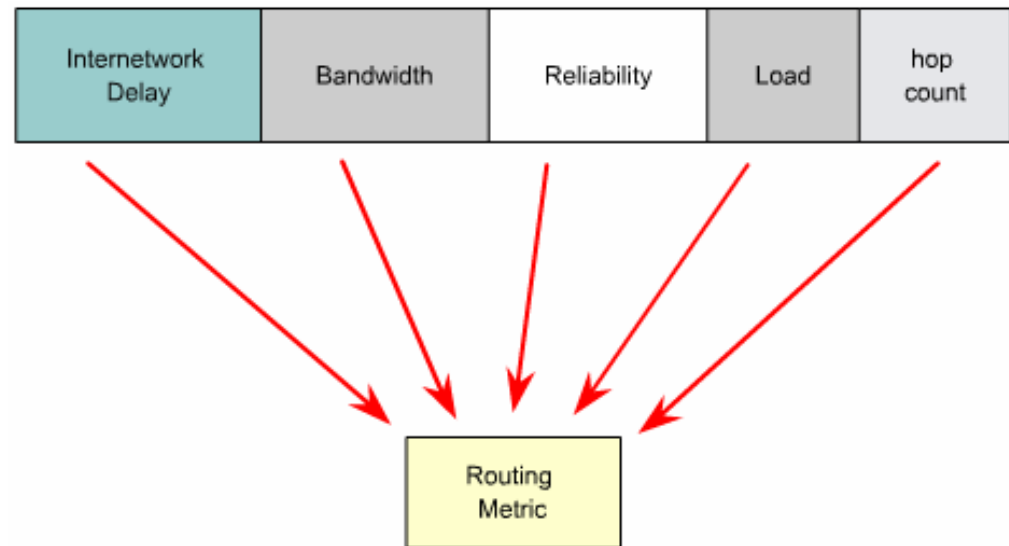 Internetwork
Delay
Bandwidth
Reliability
Load
hop
count
Routing
Metric